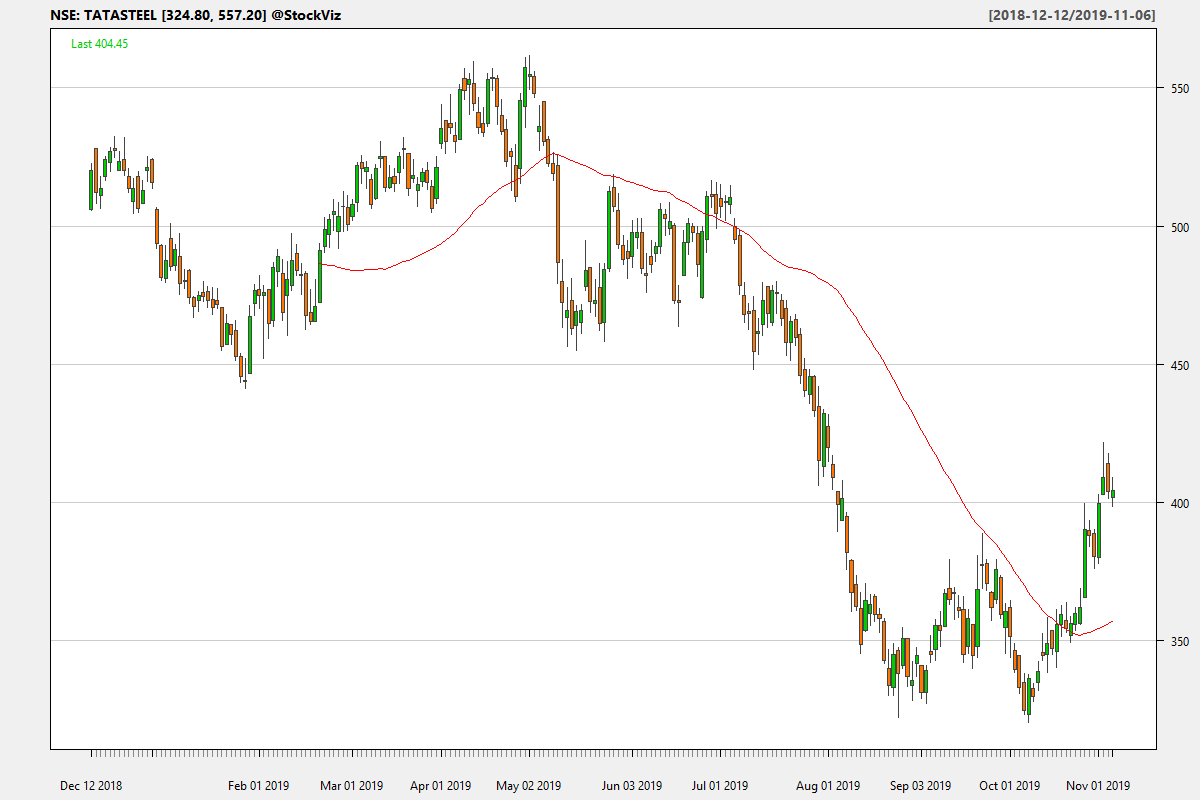 NSE: TATASTEEL [324.80, 557.20] @StockViz [2018-12-12/2019-11-06]
Last 404.45
550
500
450
400
350
Dec 12 2018 Feb 01 2019 Mar 01 2019 Apr 01 2019 May 02 2019 Jun 03 2019 Jul 01 2019 Aug 01 2019 Sep 03 2019 Oct 01 2019 Nov 01 2019